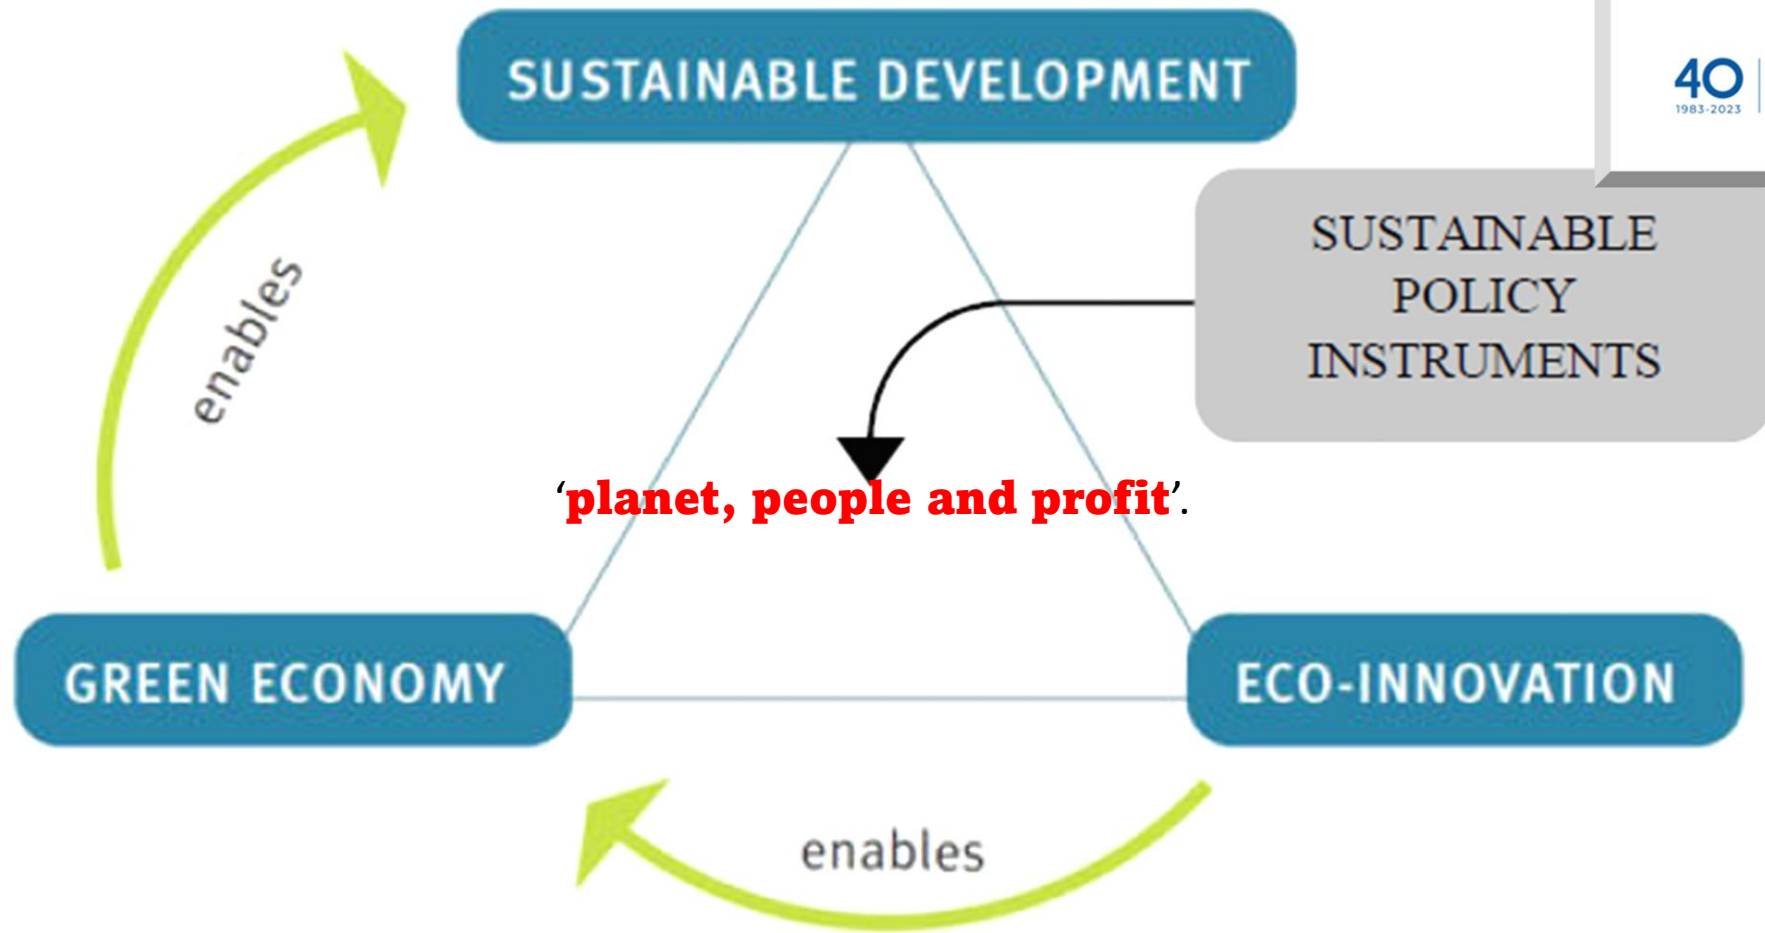 SUSTAINABLE DEVELOPMENT
40
1983-2023
SUSTAINABLE
POLICY
INSTRUMENTS
enables
‘planet, people and profit’.
GREEN ECONOMY
ECO-INNOVATION
enables